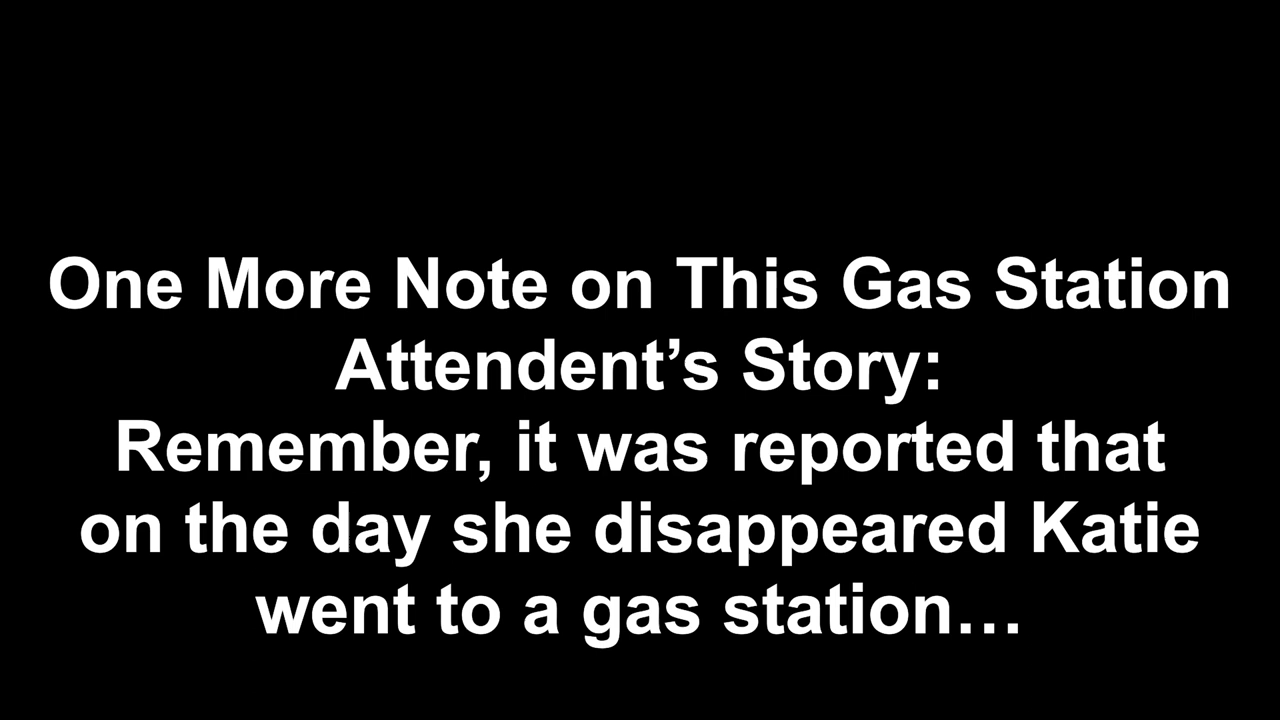 One More Note on This Gas Station
Attendent’s Story:
Remember, it was reported that
on the day she disappeared Katie
went to a gas station…